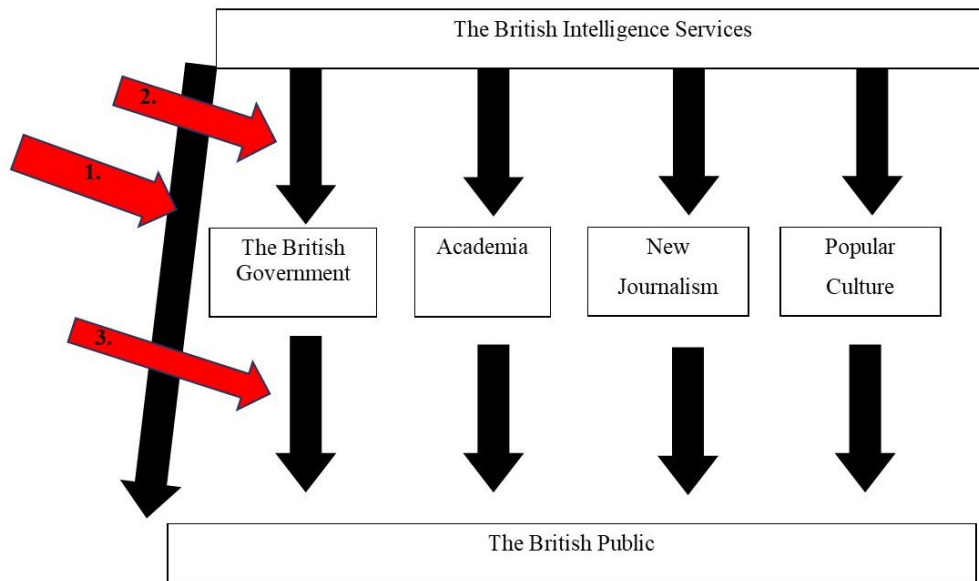 The British Intelligence Services
2.
1.
The British
Government
Academia
New
Journalism
Popular
Culture
3.
The British Public